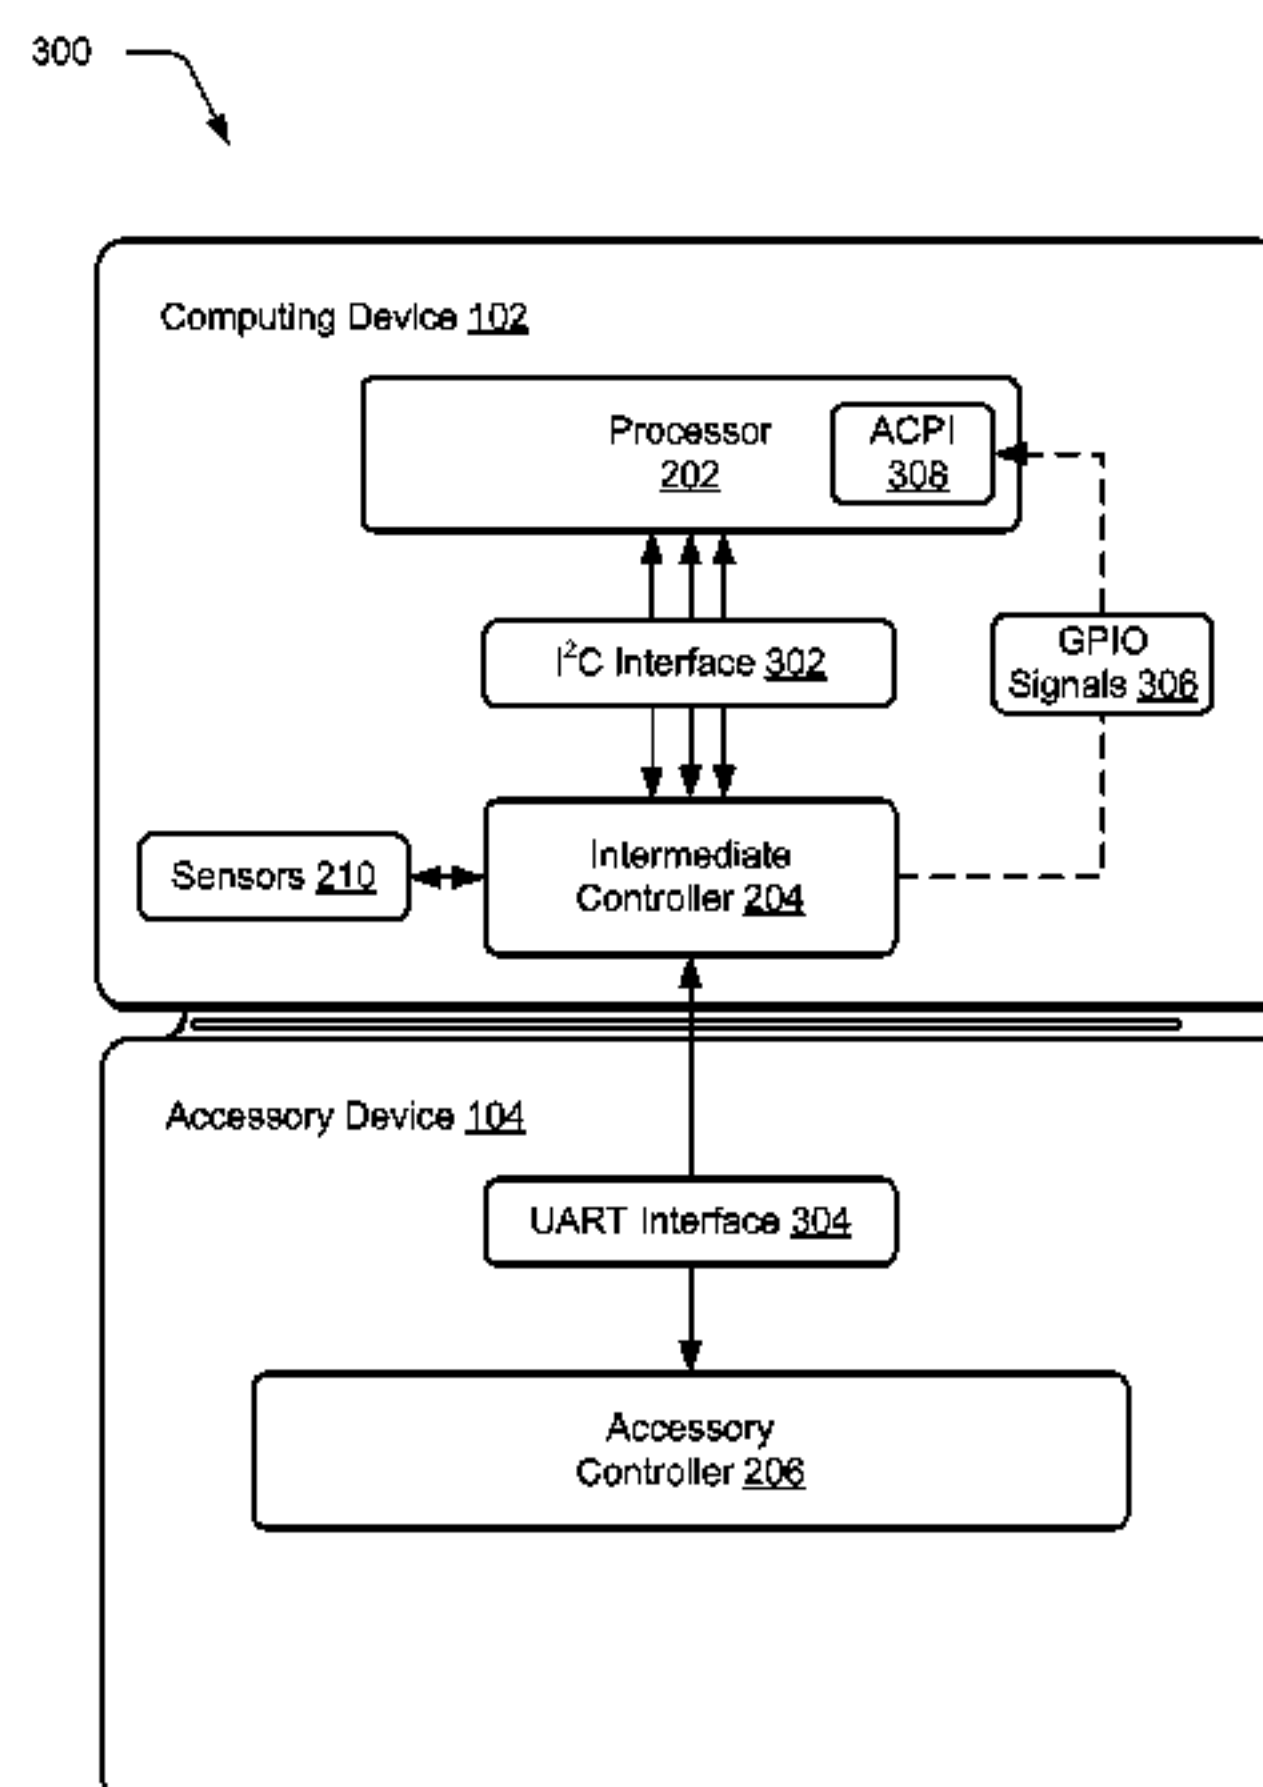 300
Computing Device 102
Processor
202
ACPI
308
I²C Interface 302
GPIO
Signals 306
Sensors 210
Intermediate
Controller 204
Accessory Device 104
UART Interface 304
Accessory
Controller 206